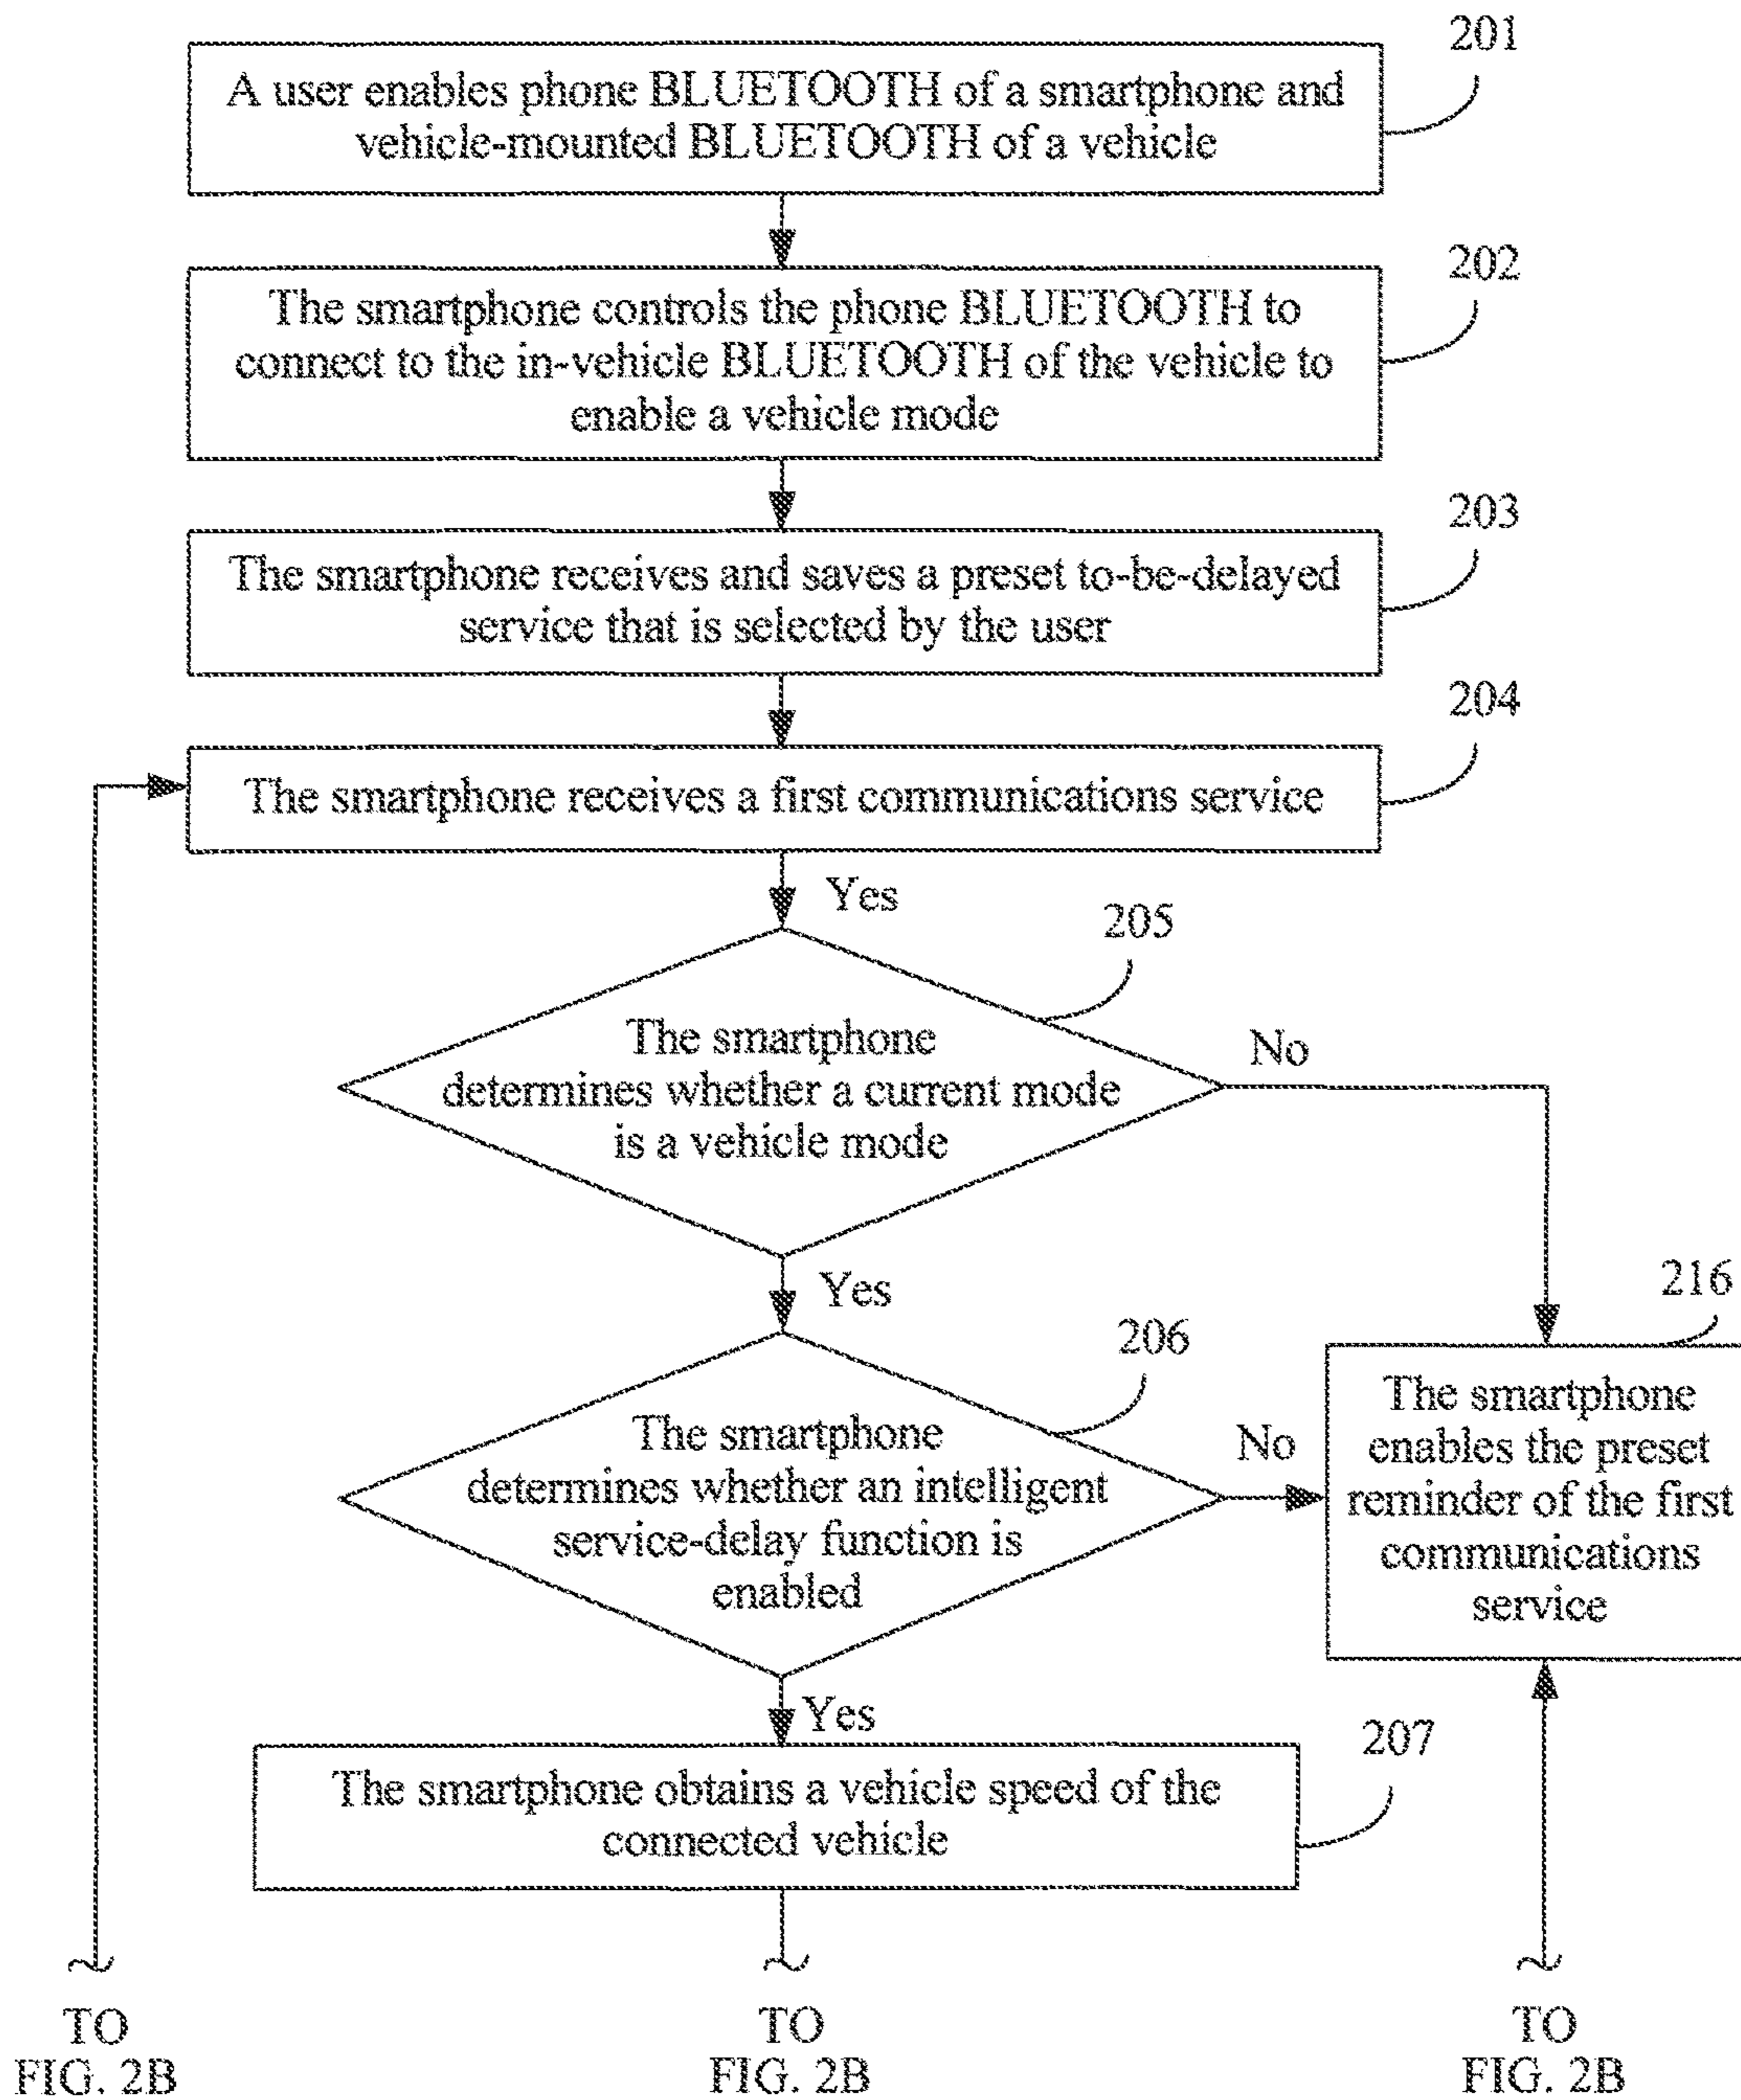 201
A user enables phone BLUETOOTH of a smartphone and
vehicle-mounted BLUETOOTH of a vehicle
202
The smartphone controls the phone BLUETOOTH to
connect to the in-vehicle BLUETOOTH of the vehicle to
enable a vehicle mode
203
The smartphone receives and saves a preset to-be-delayed
service that is selected by the user
204
The smartphone receives a first communications service
Yes
205
The smartphone
determines whether a current mode
is a vehicle mode
No
Yes
206
The smartphone
determines whether an intelligent
service-delay function is
enabled
No
216
The smartphone
enables the preset
reminder of the first
communications
service
Yes
207
The smartphone obtains a vehicle speed of the
connected vehicle
TO
FIG. 2B
TO
FIG. 2B
TO
FIG. 2B